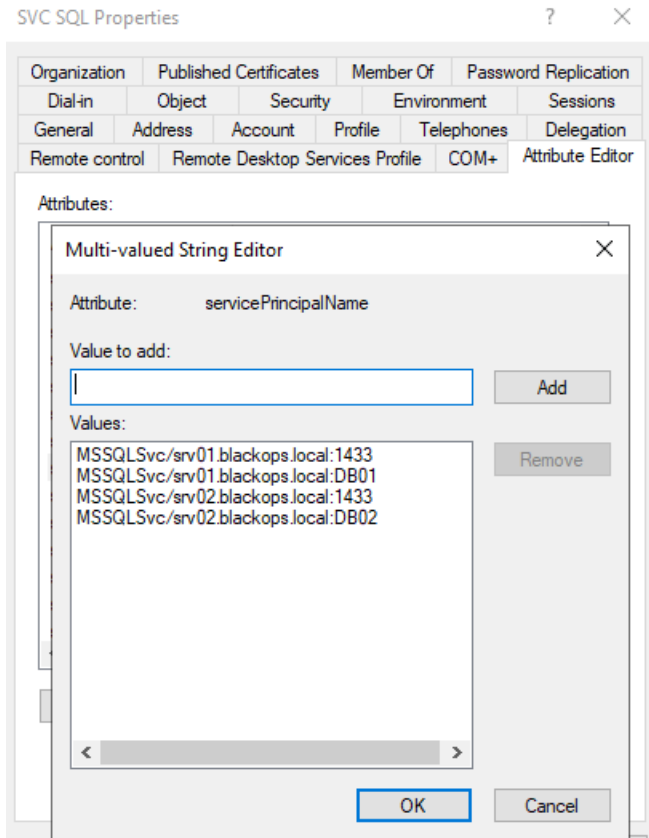 SVC SQL Properties
?
Organization Published Certificates Member Of Password Replication
Dial-in Object Security Environment Sessions
General Address Account Profile Telephones Delegation
Remote control Remote Desktop Services Profile COM+ Attribute Editor
Attributes:
Multi-valued String Editor
Attribute: servicePrincipalName
Value to add:
Add
Values:
MSSQLSvc/srv01.blackops.local:1433
MSSQLSvc/srv01.blackops.local:DB01
MSSQLSvc/srv02.blackops.local:1433
MSSQLSvc/srv02.blackops.local:DB02
Remove
OK Cancel